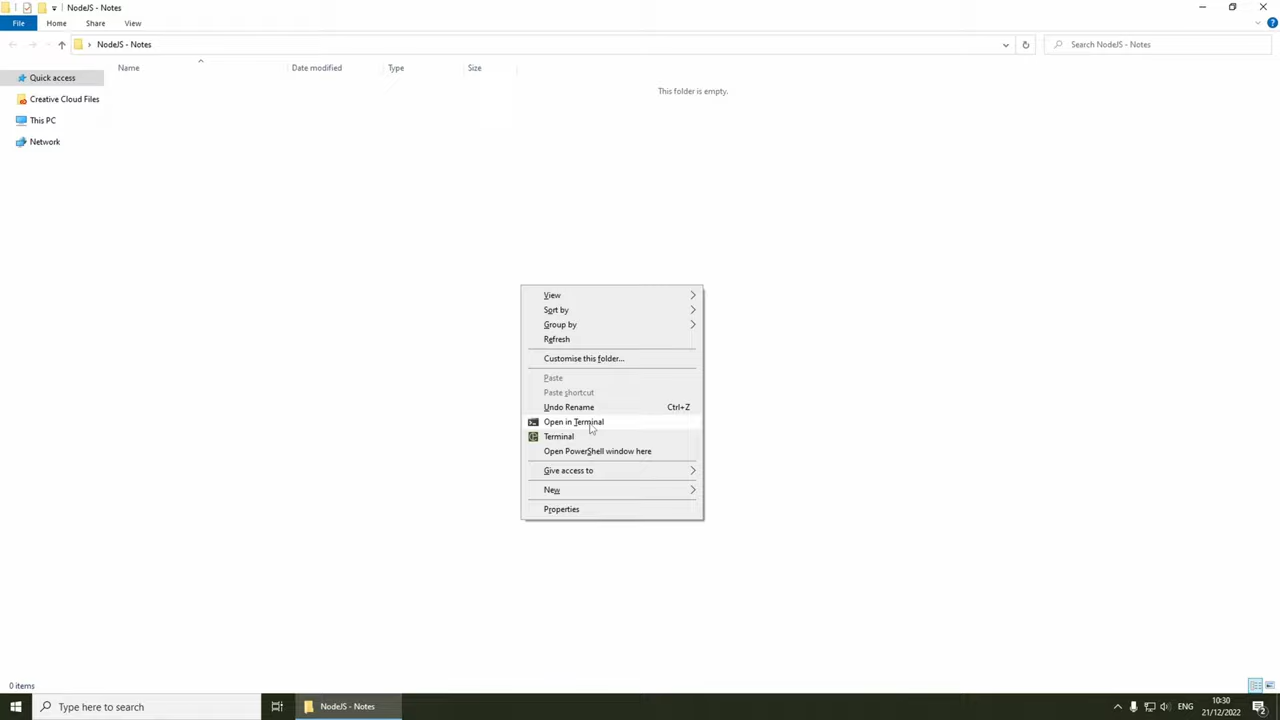 NodeJS - Notes
File Home Share View
NodeJS - Notes
Search NodeJS - Notes
Name Date modified Type Size
Quick access
This folder is empty.
Creative Cloud Files
This PC
Network
View
Sort by
Group by
Refresh
Customise this folder...
Paste
Paste shortcut
Undo Rename Ctrl+Z
Open in Terminal
Terminal
Open PowerShell window here
Give access to
New
Properties
0 items
Type here to search
NodeJS - Notes
ENG
10:30
21/12/2022
2